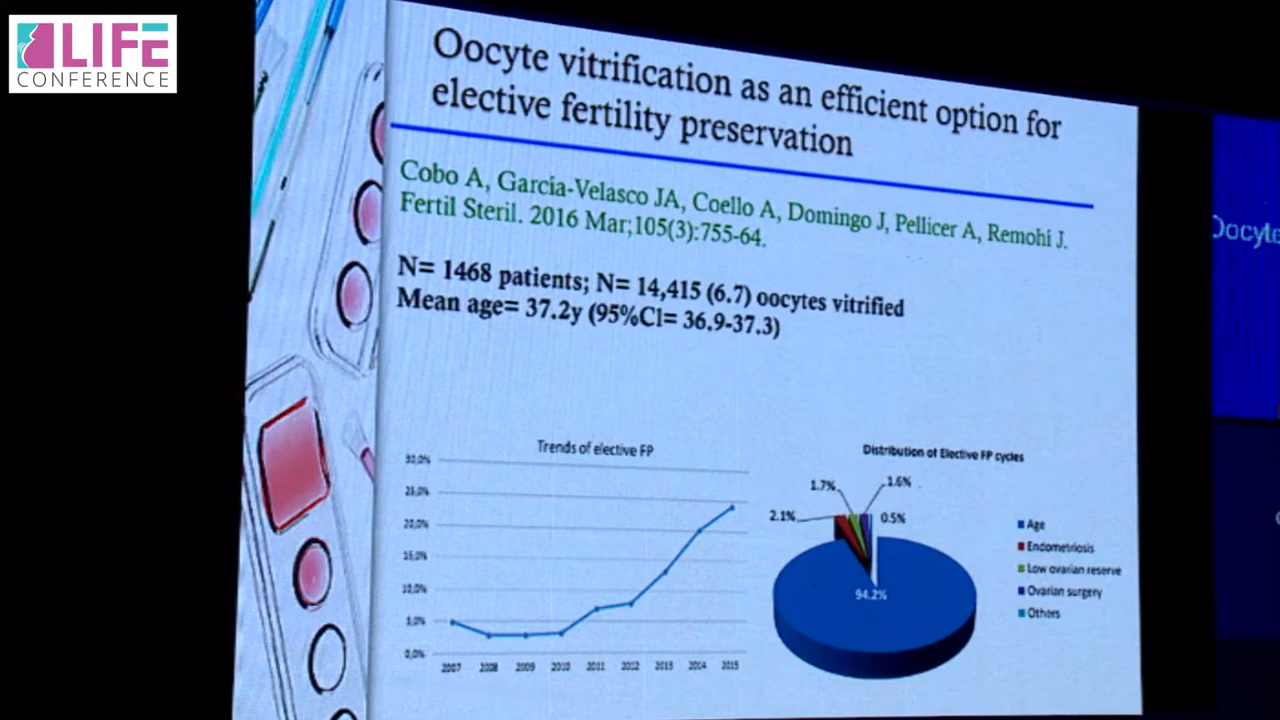 LIFE
CONFERENCE
Oocyte vitrification as an efficient option for
elective fertility preservation
Cobo A, García-Velasco JA, Coello A, Domingo J, Pellicer A, Remohí J.
Fertil Steril. 2016 Mar;105(3):755-64.
N= 1468 patients; N= 14,415 (6.7) oocytes vitrified
Mean age= 37.2y (95%CI= 36.9-37.3)
Trends of elective FP
30,0%
25,0%
20,0%
15,0%
10,0%
5,0%
0,0%
2007 2008 2009 2010 2011 2012 2013 2014 2015
Distribution of Elective FP cycles
1.7%
1.6%
2.1%
0.5%
94.2%
Age
Endometriosis
Low ovarian reserve
Ovarian surgery
Others
Oocyte